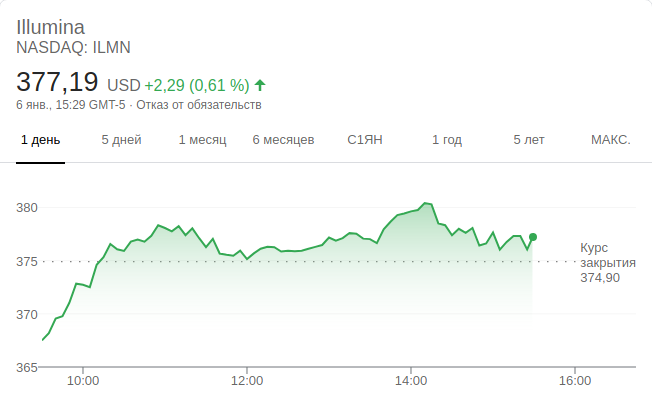 Illumina
NASDAQ: ILMN
377,19 USD +2,29 (0,61 %)
6 янв., 15:29 GMT-5 · Отказ от обязательств
1 день 5 дней 1 месяц 6 месяцев С1ЯН 1 год 5 лет МАКС.
380
375
370
365
Курс
закрытия
374,90
10:00 12:00 14:00 16:00